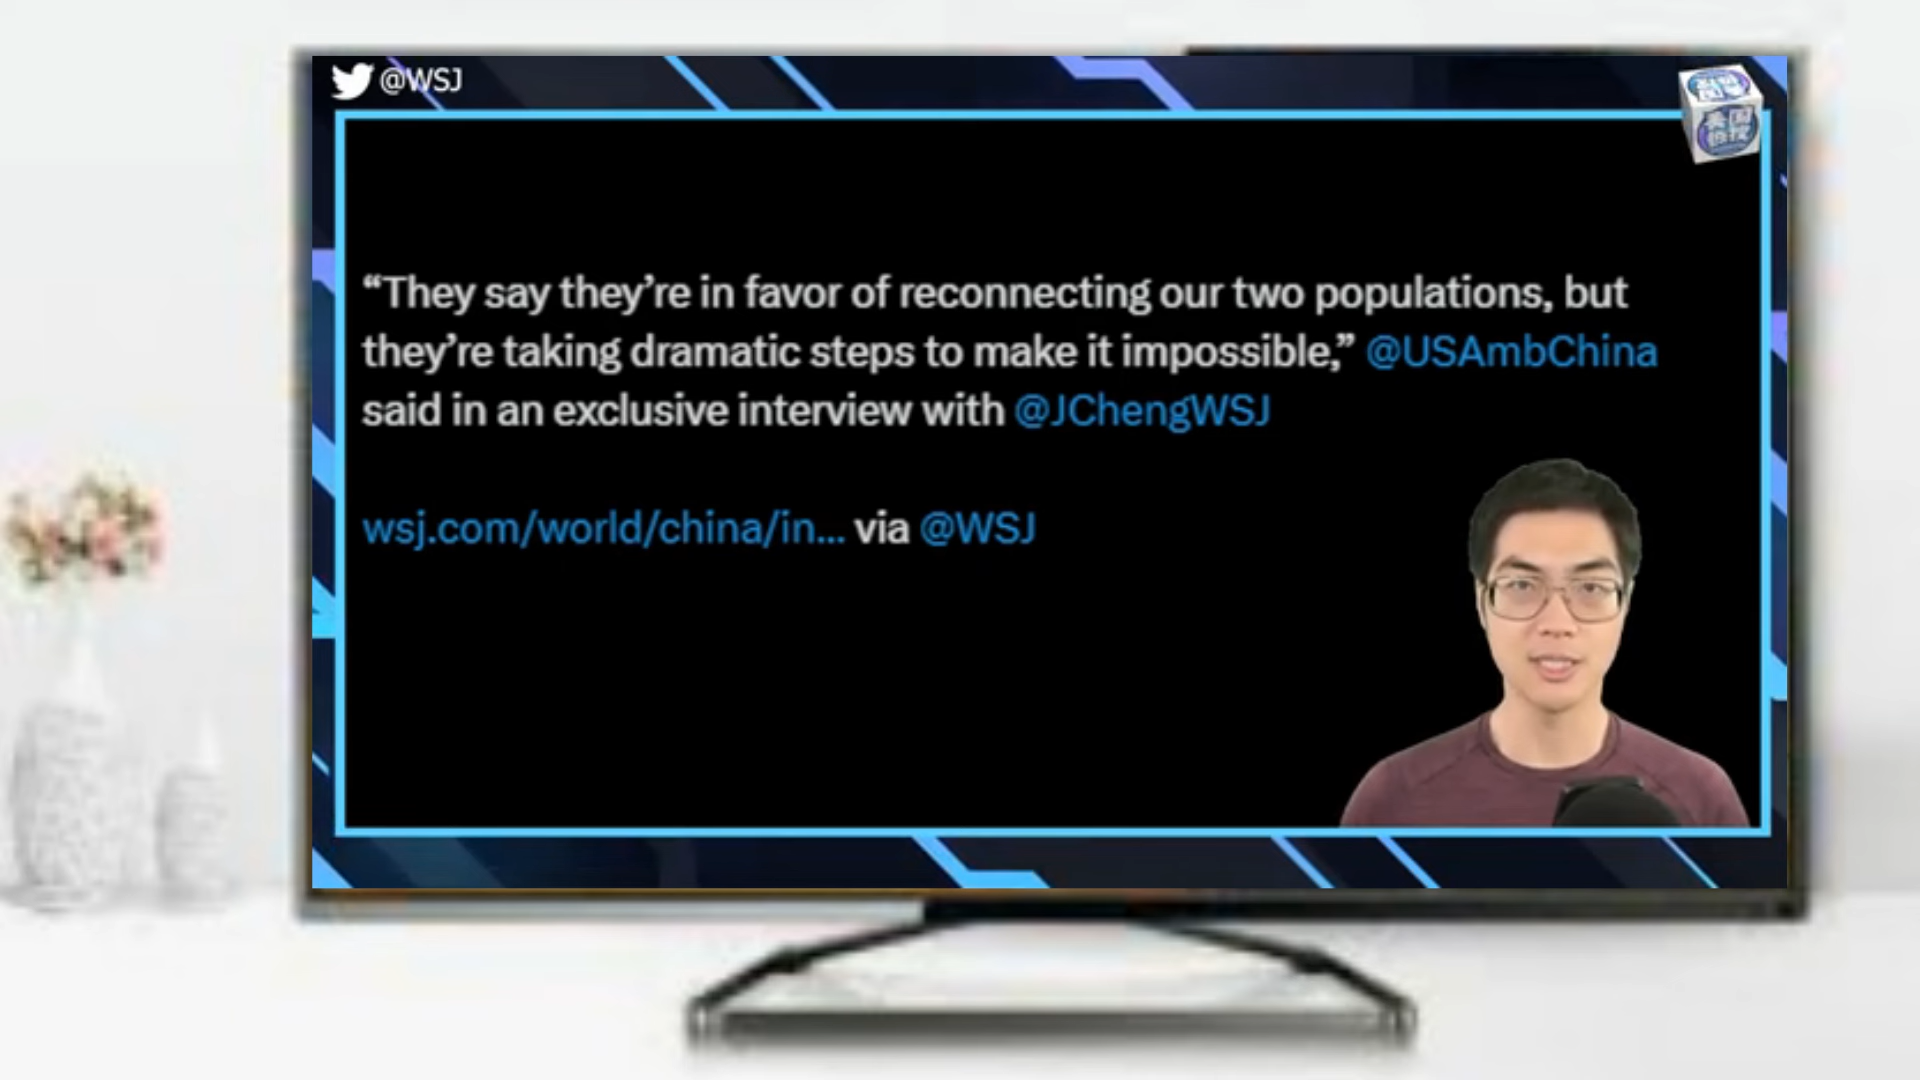 @WSJ
“They say they’re in favor of reconnecting our two populations, but
they’re taking dramatic steps to make it impossible,” @USAmbChina
said in an exclusive interview with @JChengWSJ
wsj.com/world/china/in... via @WSJ